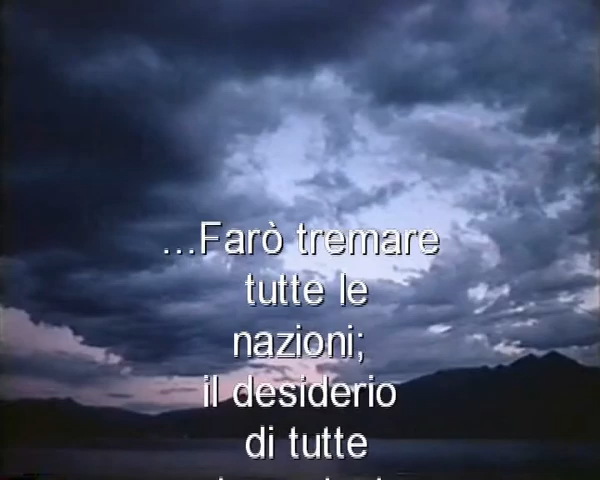 ...Farò tremare
tutte le
nazioni;
il desiderio
di tutte